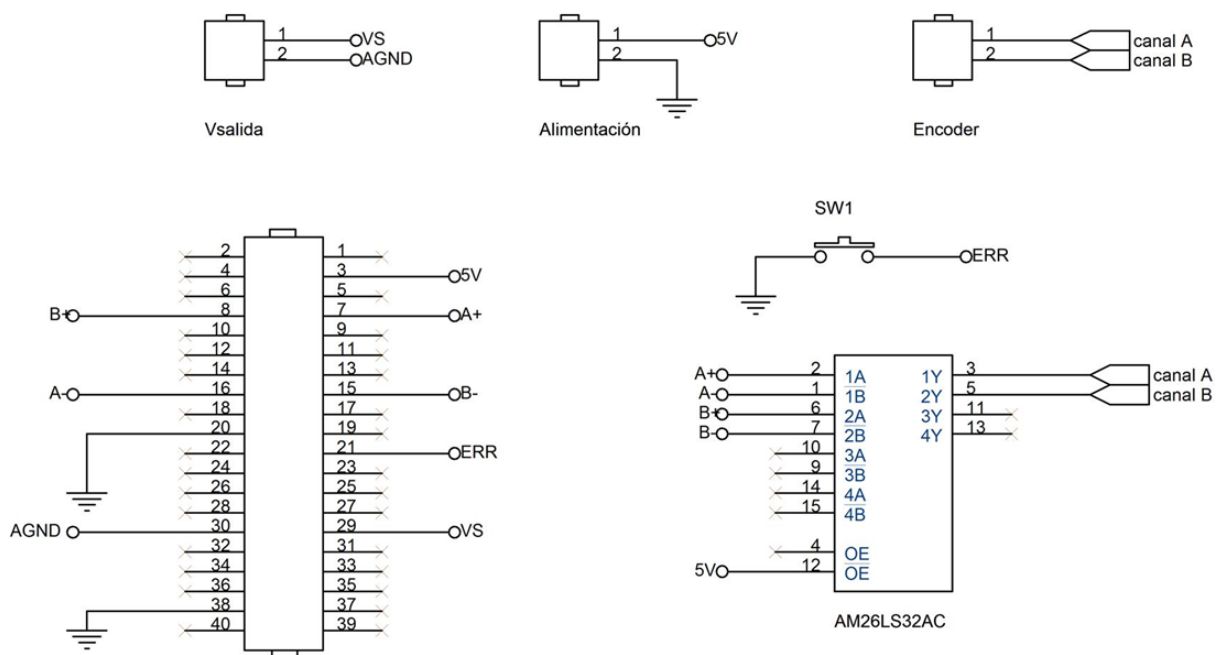 1 VS
2 AGND
Vsalida
1 5V
2
Alimentación
1 canal A
2 canal B
Encoder
2 1
4 3 5V
6 5
B+ 8 7 A+
10 9
12 11
14 13
A- 16 15 B-
18 17
20 19
22 21 ERR
24 23
26 25
28 27
AGND 30 29 VS
32 31
34 33
36 35
38 37
40 39
SW1
ERR
A+ 2 1A 1Y 3 canal A
A- 1 1B 2Y 5 canal B
B+ 6 2A 3Y 11
B- 7 2B 4Y 13
10 3A
9 3B
14 4A
15 4B
4 OE
5V 12 OE
AM26LS32AC